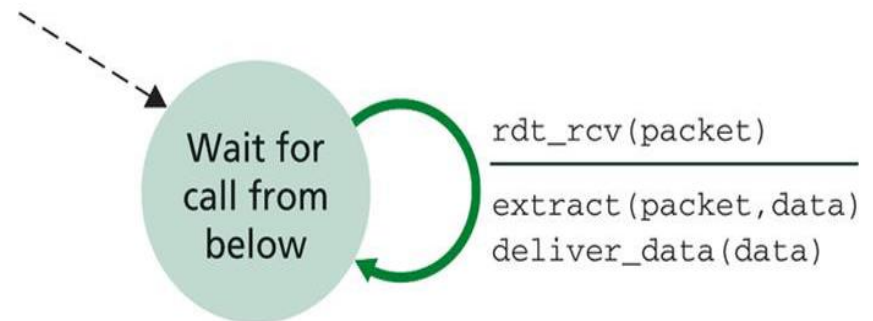 Wait for
call from
below
rdt_rcv(packet)
extract(packet,data)
deliver_data(data)